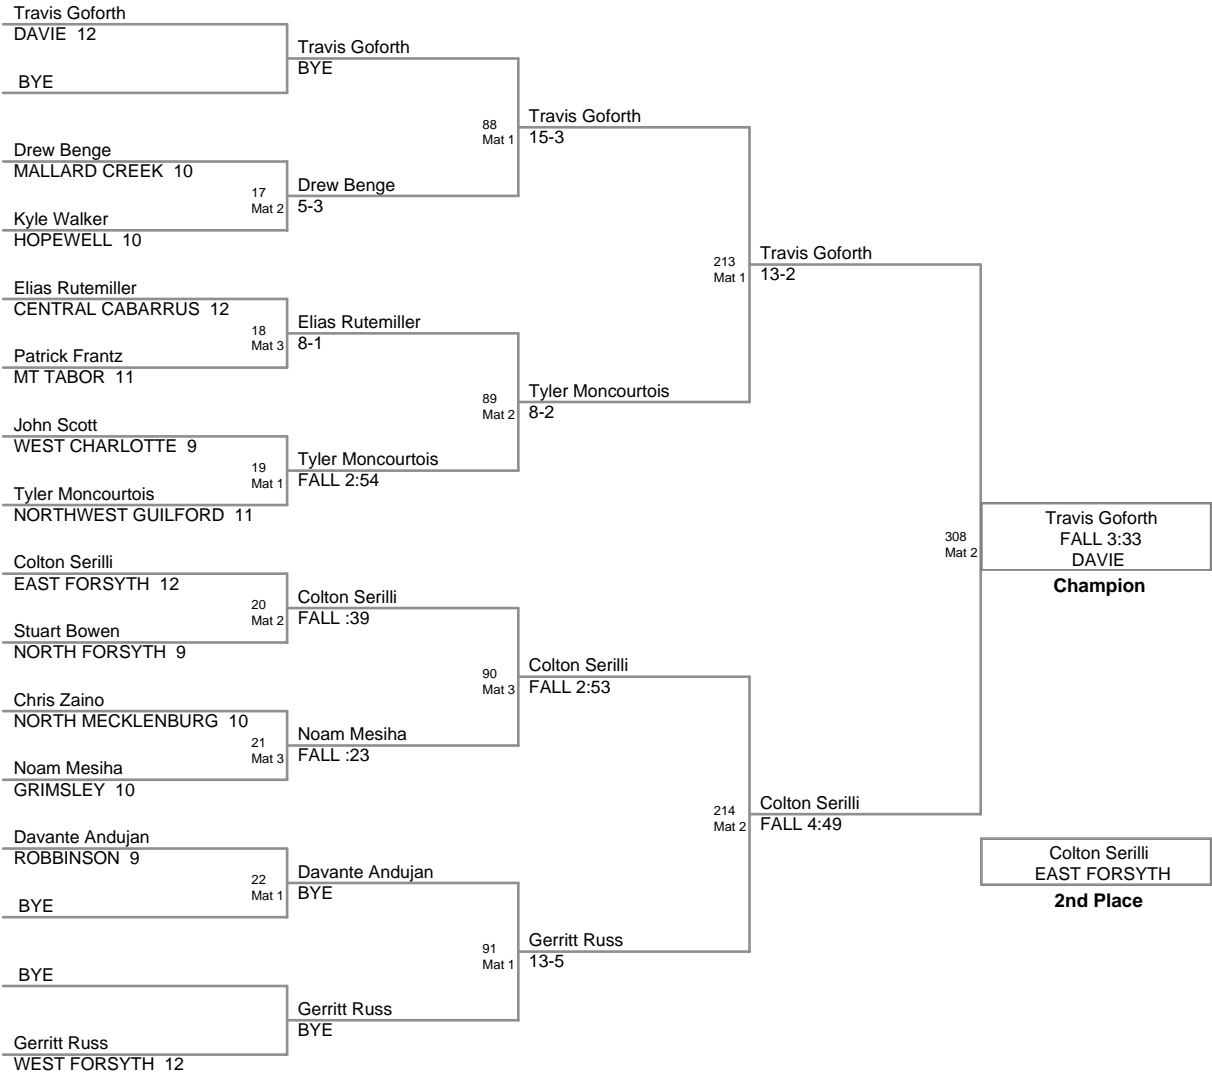 Travis Goforth
DAVIE 12
BYE
Drew Benge
MALLARD CREEK 10
17
Mat 2
Kyle Walker
HOPEWELL 10
Elias Rutemiller
CENTRAL CABARRUS 12
18
Mat 3
Patrick Frantz
MT TABOR 11
John Scott
WEST CHARLOTTE 9
19
Mat 1
Tyler Moncourtois
NORTHWEST GUILFORD 11
Colton Serilli
EAST FORSYTH 12
20
Mat 2
Stuart Bowen
NORTH FORSYTH 9
Chris Zaino
NORTH MECKLENBURG 10
21
Mat 3
Noam Mesiha
GRIMSLEY 10
Davante Andujan
ROBBINSON 9
22
Mat 1
BYE
BYE
Gerritt Russ
WEST FORSYTH 12
Travis Goforth
BYE
88
Mat 1
Drew Benge
5-3
Elias Rutemiller
8-1
89
Mat 2
Tyler Moncourtois
FALL 2:54
Colton Serilli
FALL :39
90
Mat 3
Noam Mesiha
FALL :23
Davante Andujan
BYE
91
Mat 1
Gerritt Russ
BYE
Travis Goforth
15-3
213
Mat 1
Tyler Moncourtois
8-2
Colton Serilli
FALL 2:53
214
Mat 2
Gerritt Russ
13-5
Travis Goforth
13-2
308
Mat 2
Colton Serilli
FALL 4:49
Travis Goforth
FALL 3:33
DAVIE
Champion
Colton Serilli
EAST FORSYTH
2nd Place